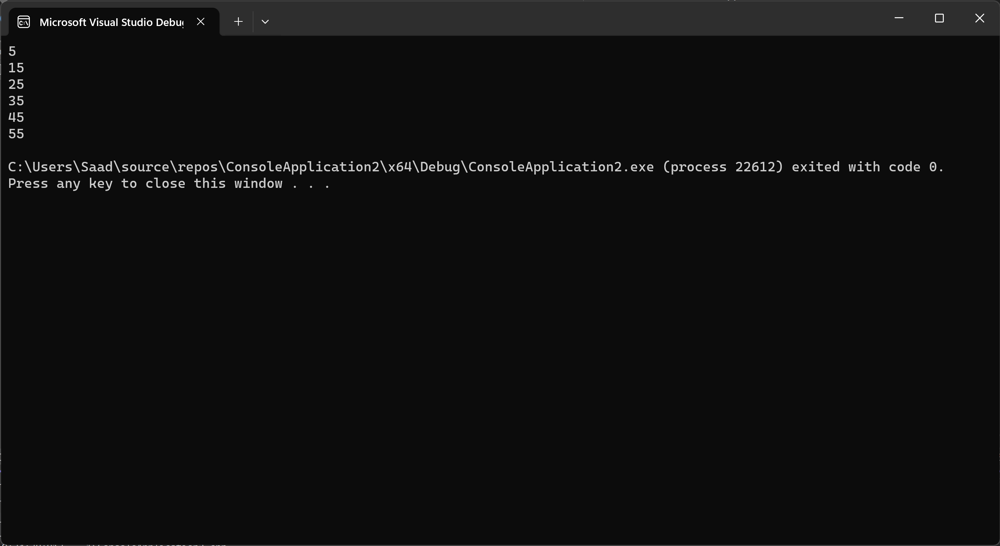 Microsoft Visual Studio Debu
5
15
25
35
45
55
C:\Users\Saad\source\repos\ConsoleApplication2\x64\Debug\ConsoleApplication2.exe (process 22612) exited with code 0.
Press any key to close this window . . .